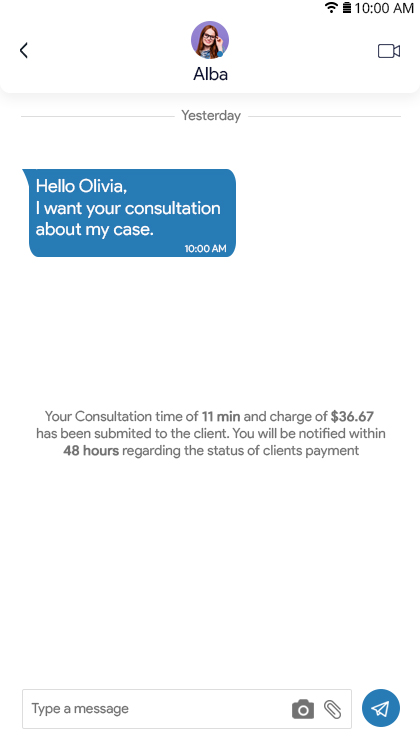 10:00 AM
Alba
Yesterday
Hello Olivia,
I want your consultation
about my case.
10:00 AM
Your Consultation time of 11 min and charge of $36.67
has been submited to the client. You will be notified within
48 hours regarding the status of clients payment
Type a message